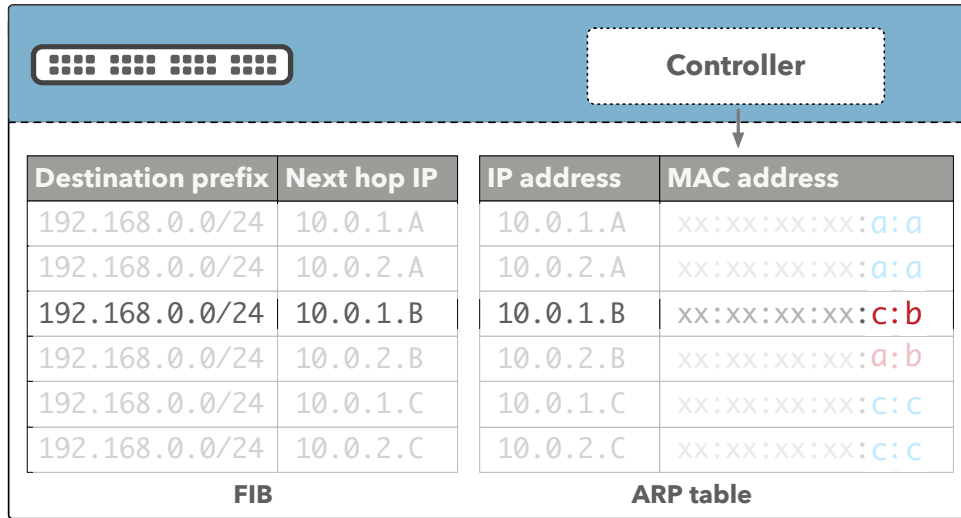 Controller
Destination prefix Next hop IP IP address MAC address
192.168.0.0/24 10.0.1.A 10.0.1.A xx:xx:xx:xx:a:a
192.168.0.0/24 10.0.2.A 10.0.2.A xx:xx:xx:xx:a:a
192.168.0.0/24 10.0.1.B 10.0.1.B xx:xx:xx:xx:c:b
192.168.0.0/24 10.0.2.B 10.0.2.B xx:xx:xx:xx:a:b
192.168.0.0/24 10.0.1.C 10.0.1.C xx:xx:xx:xx:c:c
192.168.0.0/24 10.0.2.C 10.0.2.C xx:xx:xx:xx:c:c
FIB ARP table